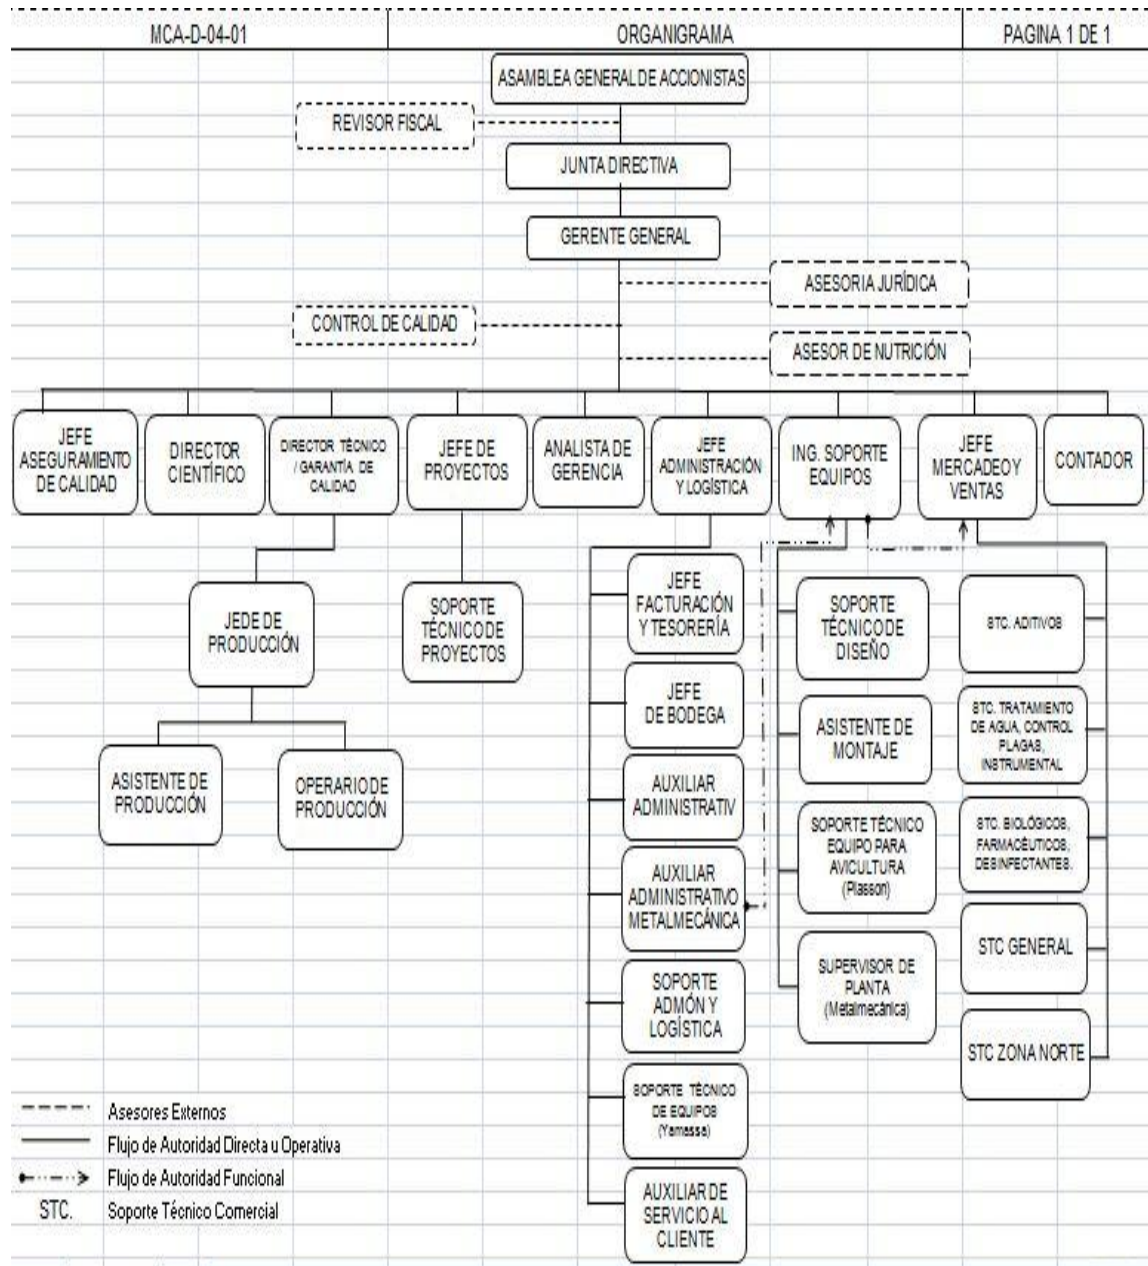 MCA-D-04-01
ORGANIGRAMA
PAGINA 1 DE 1
ASAMBLEA GENERAL DE ACCIONISTAS
REVISOR FISCAL
JUNTA DIRECTIVA
GERENTE GENERAL
ASESORIA JURÍDICA
CONTROL DE CALIDAD
ASESOR DE NUTRICIÓN
JEFE
ASEGURAMIENTO
DE CALIDAD
DIRECTOR
CIENTÍFICO
DIRECTOR TÉCNICO
/ GARANTÍA DE
CALIDAD
JEFE DE
PROYECTOS
ANALISTA DE
GERENCIA
JEFE
ADMINISTRACIÓN
Y LOGÍSTICA
ING. SOPORTE
EQUIPOS
JEFE
MERCADEO Y
VENTAS
CONTADOR
JEDE DE
PRODUCCIÓN
ASISTENTE DE
PRODUCCIÓN
OPERARIO DE
PRODUCCIÓN
SOPORTE
TÉCNICO DE
PROYECTOS
JEFE
FACTURACIÓN
Y TESORERÍA
JEFE
DE BODEGA
AUXILIAR
ADMINISTRATIV
AUXILIAR
ADMINISTRATIVO
METALMECÁNICA
SOPORTE
ADMÓN Y
LOGÍSTICA
SOPORTE TÉCNICO
DE EQUIPOS
(Yamassa)
AUXILIAR DE
SERVICIO AL
CLIENTE
SOPORTE
TÉCNICO DE
DISEÑO
ASISTENTE DE
MONTAJE
SOPORTE TÉCNICO
EQUIPO PARA
AVICULTURA
(Plasson)
SUPERVISOR DE
PLANTA
(Metalmecánica)
STC. ADITIVOS
STC. TRATAMIENTO
DE AGUA, CONTROL
PLAGAS,
INSTRUMENTAL
STC. BIOLÓGICOS,
FARMACÉUTICOS,
DESINFECTANTES.
STC GENERAL
STC ZONA NORTE
Asesores Externos
Flujo de Autoridad Directa u Operativa
Flujo de Autoridad Funcional
STC. Soporte Técnico Comercial